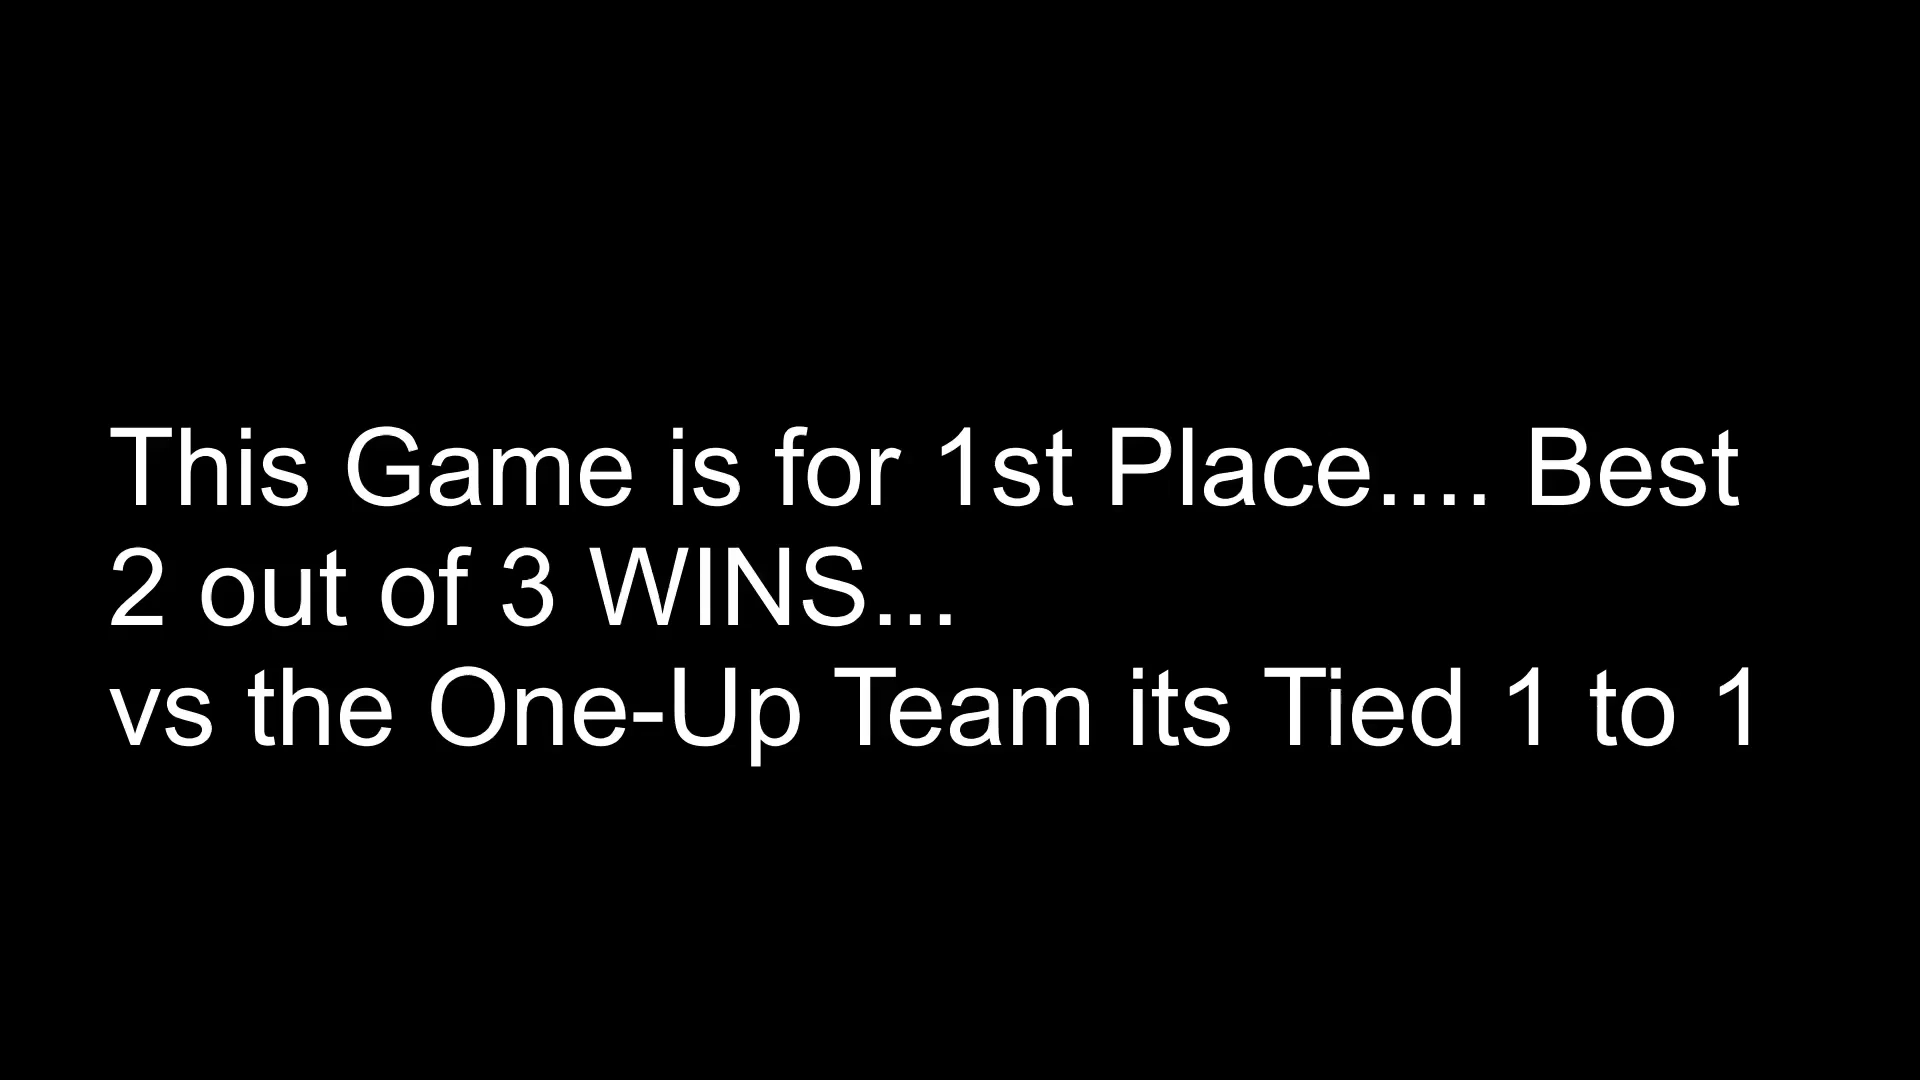 This Game is for 1st Place.... Best
2 out of 3 WINS...
vs the One-Up Team its Tied 1 to 1